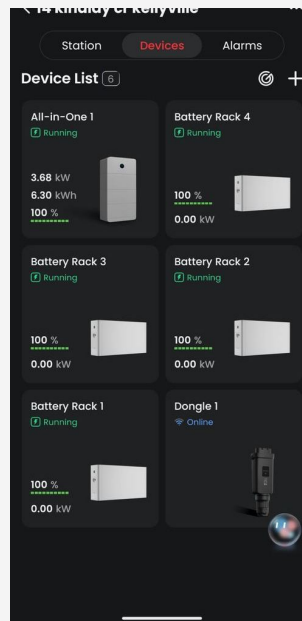 Station
Devices
Alarms
Device List 6
All-in-One 1
Running
3.68 kW
6.30 kWh
100 %
Battery Rack 4
Running
100 %
0.00 kW
Battery Rack 3
Running
100 %
0.00 kW
Battery Rack 2
Running
100 %
0.00 kW
Battery Rack 1
Running
100 %
0.00 kW
Dongle 1
Online